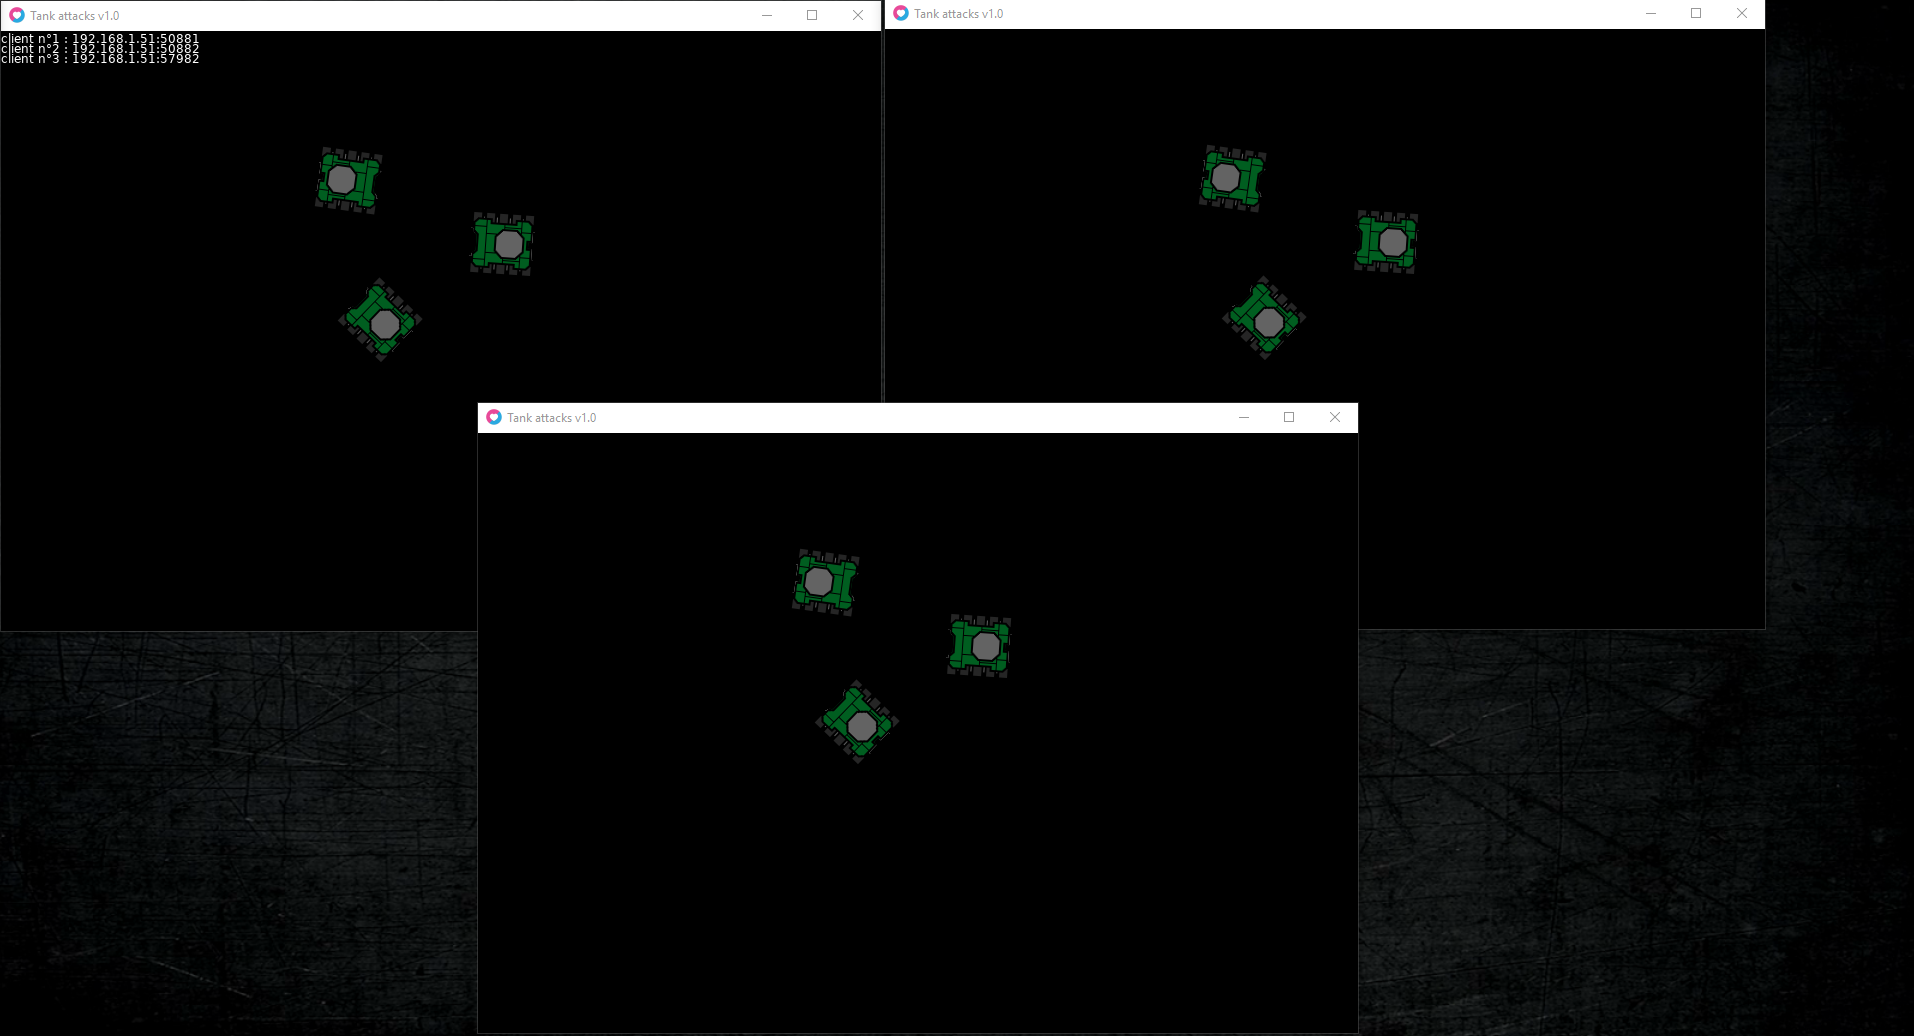 Tank attacks v1.0
client n°1 : 192.168.1.51:50881
client n°2 : 192.168.1.51:50882
client n°3 : 192.168.1.51:57982
Tank attacks v1.0
Tank attacks v1.0